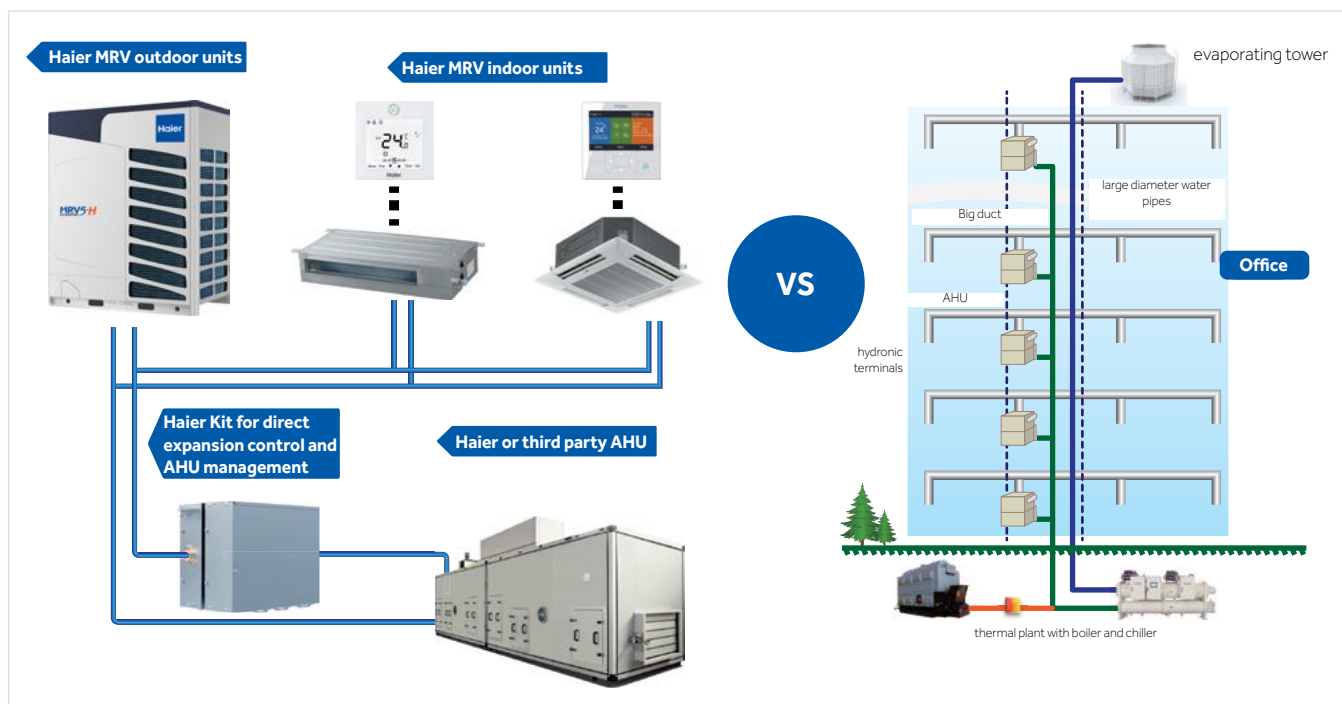 Haier MRV outdoor units
Haier MRV indoor units
Haier
MRV5-H
24.0
Haier
24
Haier Kit for direct
expansion control and
AHU management
Haier or third party AHU
VS
evaporating tower
large diameter water
pipes
Big duct
Office
AHU
hydronic
terminals
thermal plant with boiler and chiller